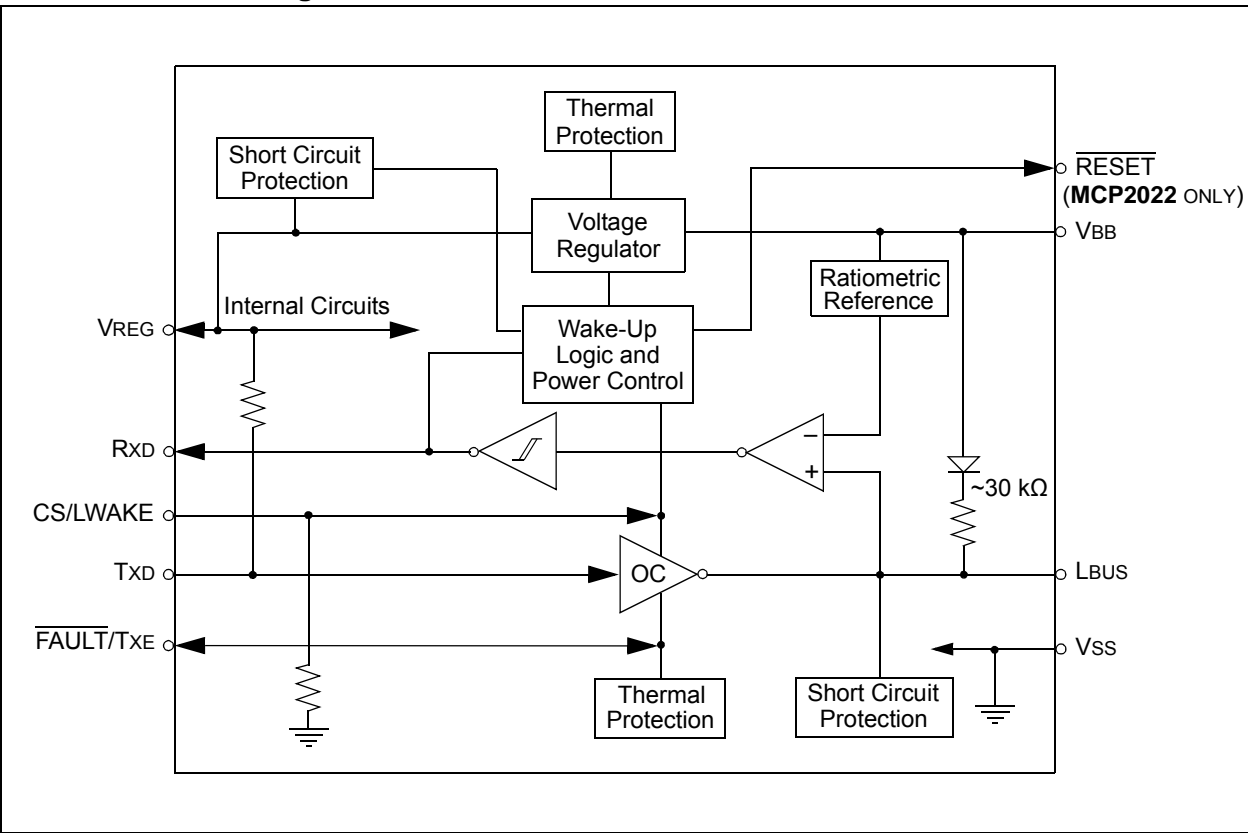 Thermal
Protection
Short Circuit
Protection
RESET
(MCP2022 ONLY)
Voltage
Regulator
VBB
Ratiometric
Reference
Internal Circuits
VREG
Wake-Up
Logic and
Power Control
RXD
–
+
~30 kΩ
CS/LWAKE
TXD
OC
LBUS
FAULT/TXE
VSS
Thermal
Protection
Short Circuit
Protection